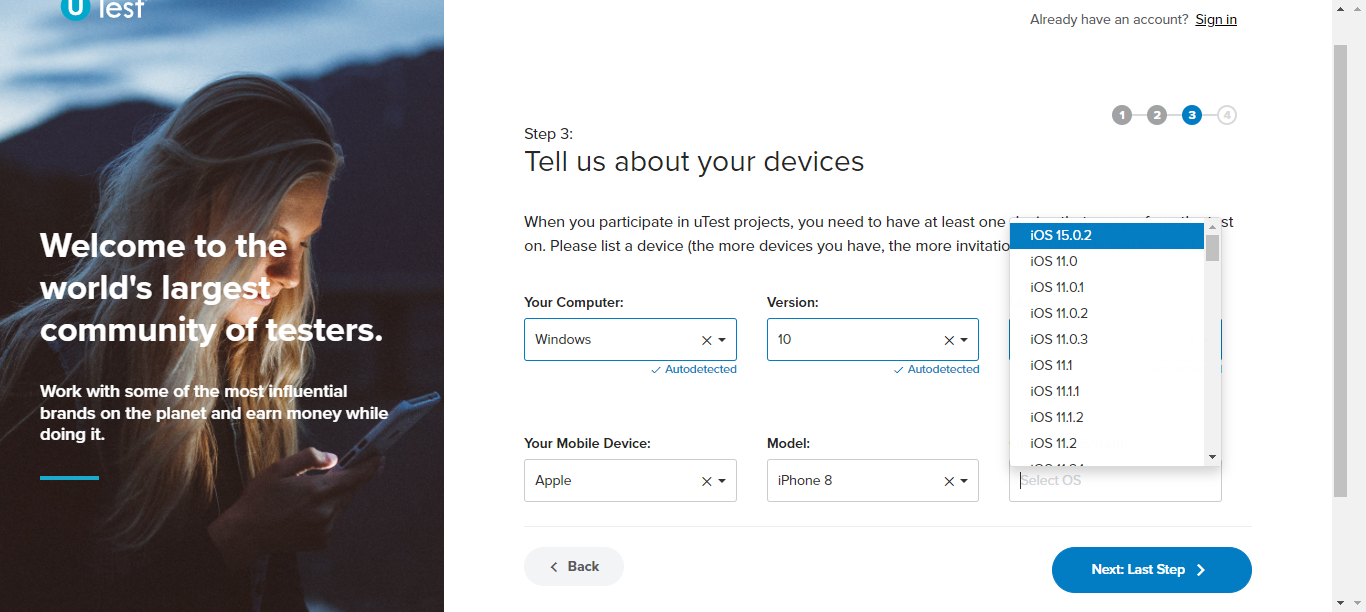 uTest
Already have an account? Sign in
1 2 3 4
Step 3:
Tell us about your devices
When you participate in uTest projects, you need to have at least one
on. Please list a device (the more devices you have, the more
Welcome to the
world's largest
community of testers.
Work with some of the most influential
brands on the planet and earn money while
doing it.
Your Computer:
Windows
Autodetected
Version:
10
Autodetected
Your Mobile Device:
Apple
Model:
iPhone 8
iOS 15.0.2
iOS 11.0
iOS 11.0.1
iOS 11.0.2
iOS 11.0.3
iOS 11.1
iOS 11.1.1
iOS 11.1.2
iOS 11.2
Select OS
Back
Next: Last Step